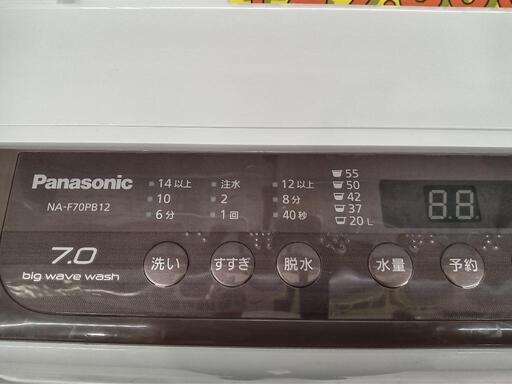 Panasonic
NA-F70PB12
7.0
big wave wash
14以上
10
6分
注水
2
1回
12以上
8分
40秒
55
50
42
37
20 L
88
洗い
すすぎ
脱水
水量
予約